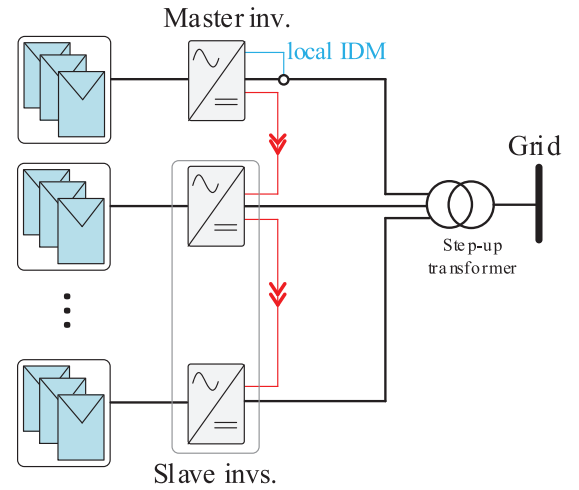 Master inv.
local IDM
Grid
Step-up
transformer
Slave invs.